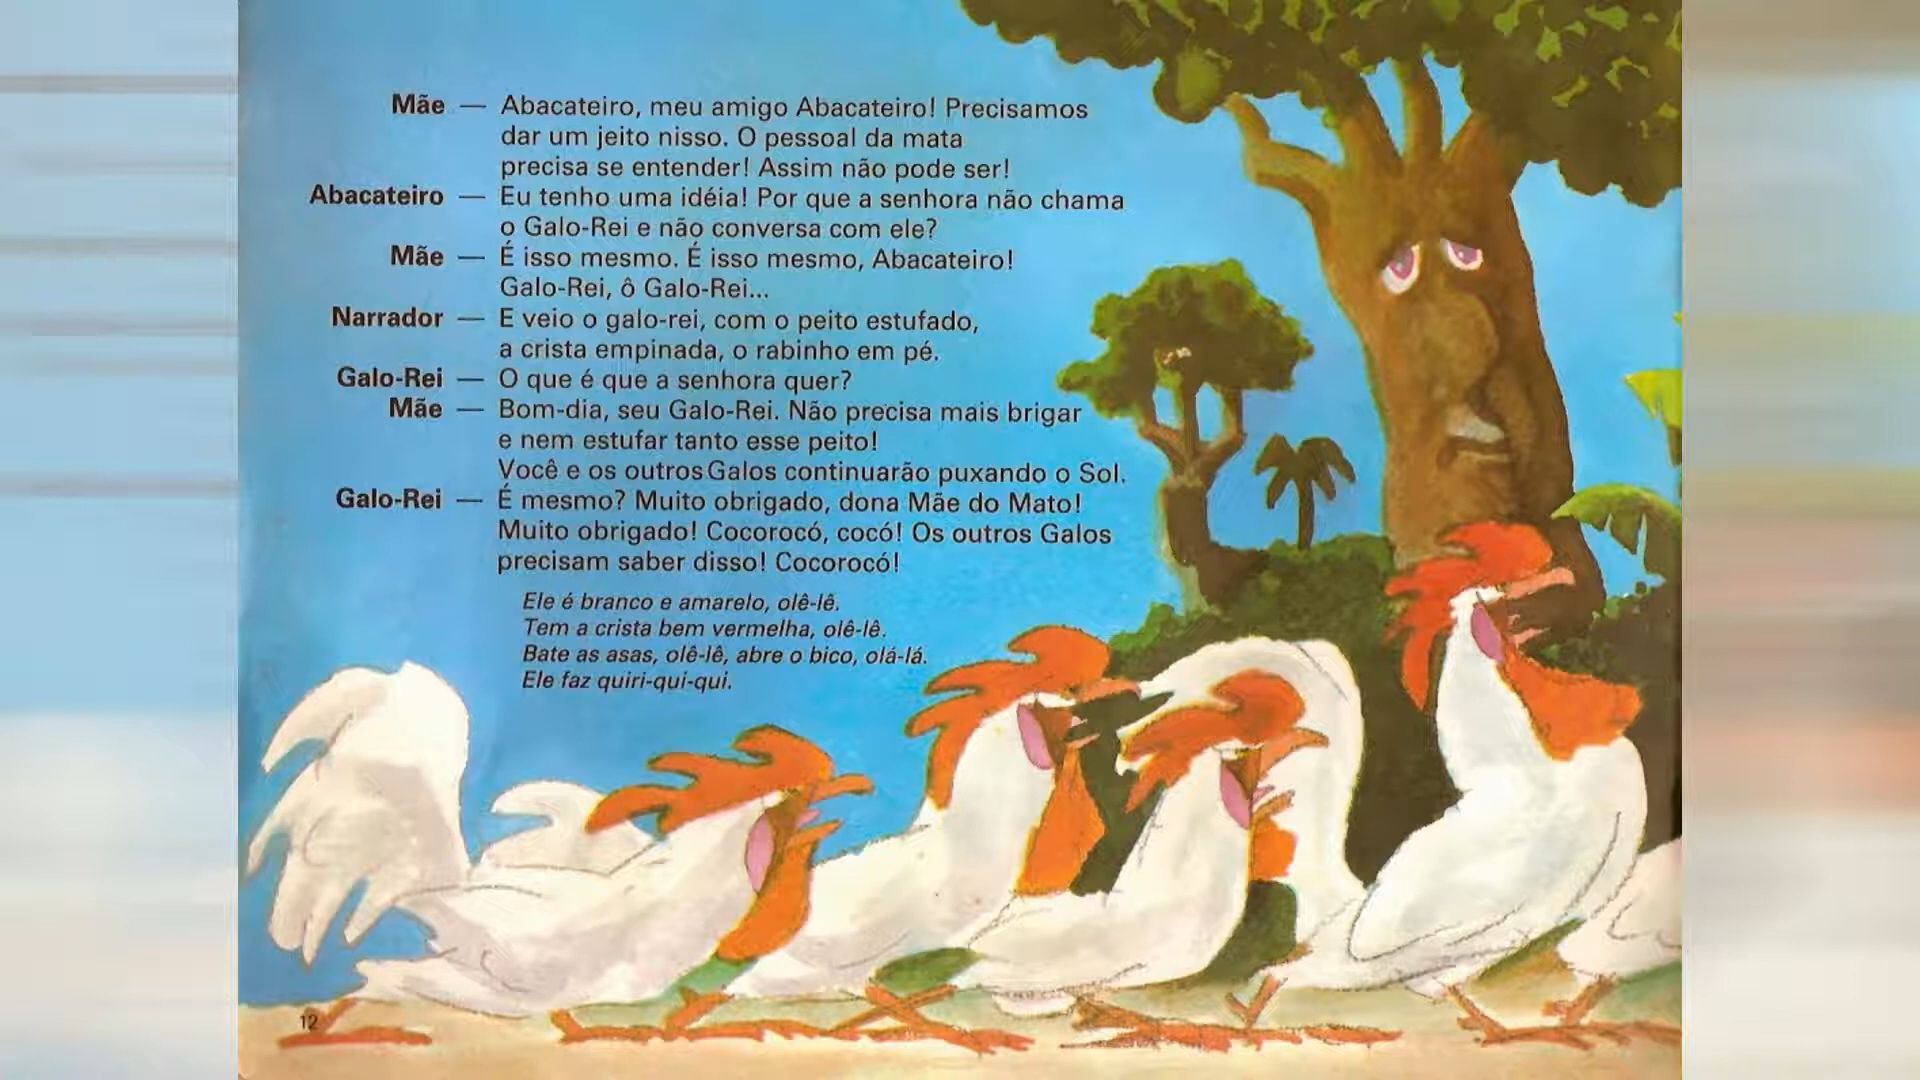 Mãe — Abacateiro, meu amigo Abacateiro! Precisamos
dar um jeito nisso. O pessoal da mata
precisa se entender! Assim não pode ser!
Abacateiro — Eu tenho uma idéia! Por que a senhora não chama
o Galo-Rei e não conversa com ele?
Mãe — É isso mesmo. É isso mesmo, Abacateiro!
Galo-Rei, ô Galo-Rei...
Narrador — E veio o galo-rei, com o peito estufado,
a crista empinada, o rabinho em pé.
Galo-Rei — O que é que a senhora quer?
Mãe — Bom-dia, seu Galo-Rei. Não precisa mais brigar
e nem estufar tanto esse peito!
Você e os outros Galos continuarão puxando o Sol.
Galo-Rei — É mesmo? Muito obrigado, dona Mãe do Mato!
Muito obrigado! Cocorocó, cocó! Os outros Galos
precisam saber disso! Cocorocó!
Ele é branco e amarelo, olê-lê.
Tem a crista bem vermelha, olê-lê.
Bate as asas, olê-lê, abre o bico, olá-lá.
Ele faz quiri-qui-qui.
12